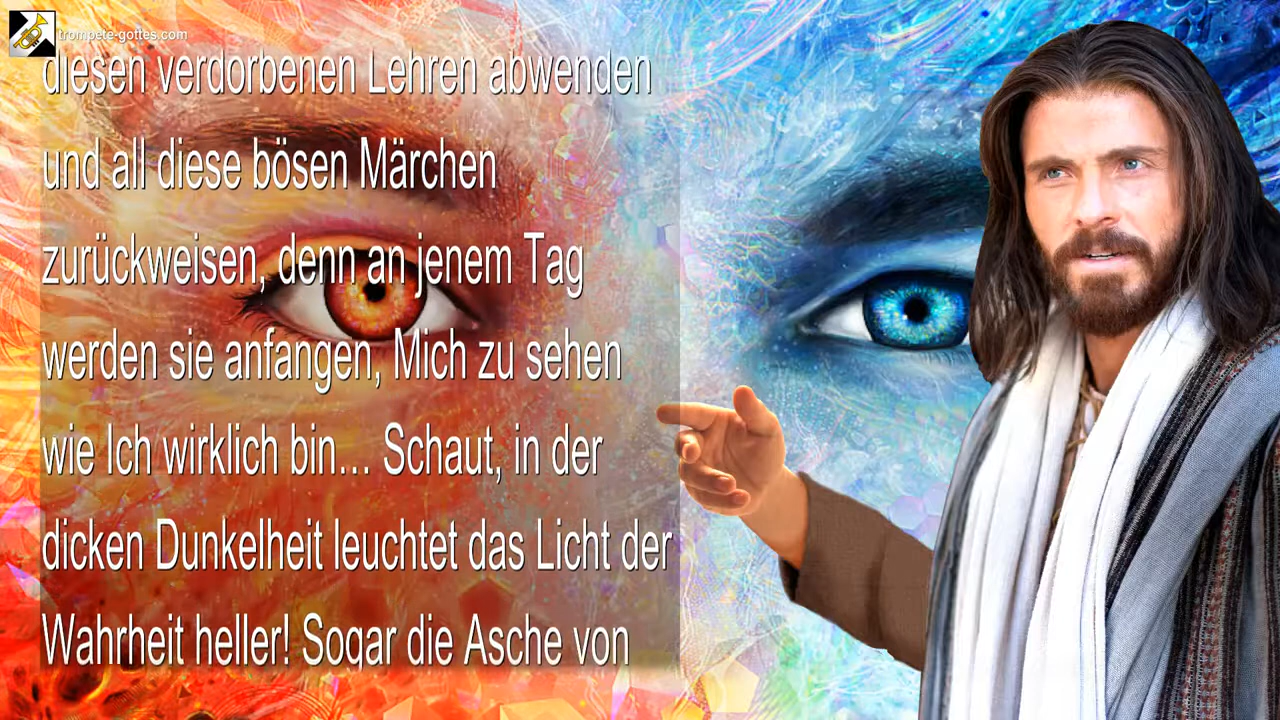 trompete-gottes.com
diesen verdorbenen Lehren abwenden
und all diese bösen Märchen
zurückweisen, denn an jenem Tag
werden sie anfangen, Mich zu sehen
wie Ich wirklich bin... Schaut, in der
dicken Dunkelheit leuchtet das Licht der
Wahrheit heller! Sogar die Asche von